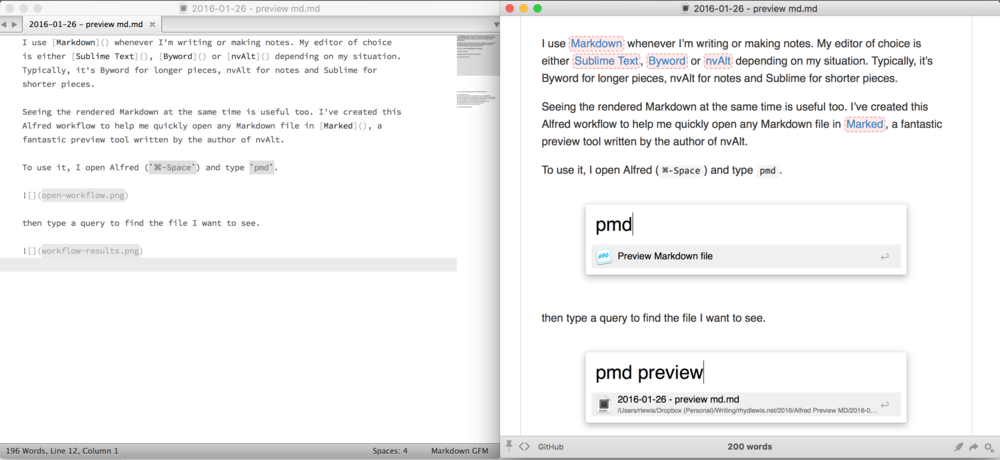 2016-01-26 - preview md.md
2016-01-26 - preview md.md ×
I use [Markdown]() whenever I'm writing or making notes. My editor of choice
is either [Sublime Text](), [Byword]() or [nvAlt]() depending on my situation.
Typically, it's Byword for longer pieces, nvAlt for notes and Sublime for
shorter pieces.
Seeing the rendered Markdown at the same time is useful too. I've created this
Alfred workflow to help me quickly open any Markdown file in [Marked](), a
fantastic preview tool written by the author of nvAlt.
To use it, I open Alfred (`⌘-Space`) and type `pmd`.
![](open-workflow.png)
then type a query to find the file I want to see.
![](workflow-results.png)
196 Words, Line 12, Column 1
Spaces: 4
Markdown GFM
2016-01-26 - preview md.md
I use Markdown whenever I'm writing or making notes. My editor of choice is
either Sublime Text, Byword or nvAlt depending on my situation. Typically, it's
Byword for longer pieces, nvAlt for notes and Sublime for shorter pieces.
Seeing the rendered Markdown at the same time is useful too. I've created this
Alfred workflow to help me quickly open any Markdown file in Marked, a fantastic
preview tool written by the author of nvAlt.
To use it, I open Alfred (⌘-Space) and type pmd.
pmd
Preview Markdown file
then type a query to find the file I want to see.
pmd preview
2016-01-26 - preview md.md
/Users/rlewis/Dropbox (Personal)/Writing/rhydlewis.net/2016/Alfred Preview MD/2016-0...
GitHub
200 words